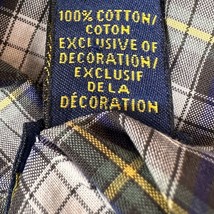 100% COTTON/
COTON
EXCLUSIVE OF
DECORATION/
EXCLUSIF
DE LA
DÉCORATION